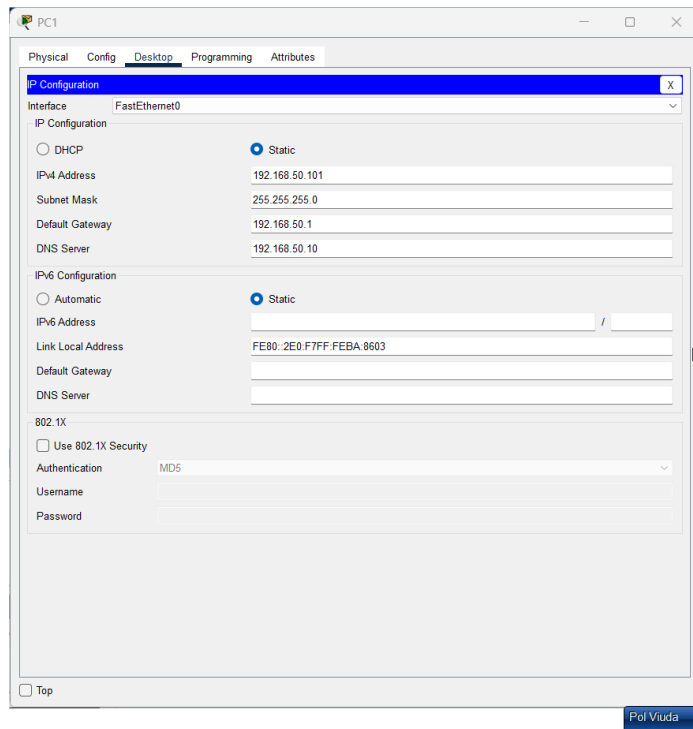 PC1
Physical Config Desktop Programming Attributes
IP Configuration X
Interface FastEthernet0
IP Configuration
DHCP Static
IPv4 Address 192.168.50.101
Subnet Mask 255.255.255.0
Default Gateway 192.168.50.1
DNS Server 192.168.50.10
IPv6 Configuration
Automatic Static
IPv6 Address /
Link Local Address FE80::2E0:F7FF:FEBA:8603
Default Gateway
DNS Server
802.1X
Use 802.1X Security
Authentication MD5
Username
Password
Top
Pol Viuda